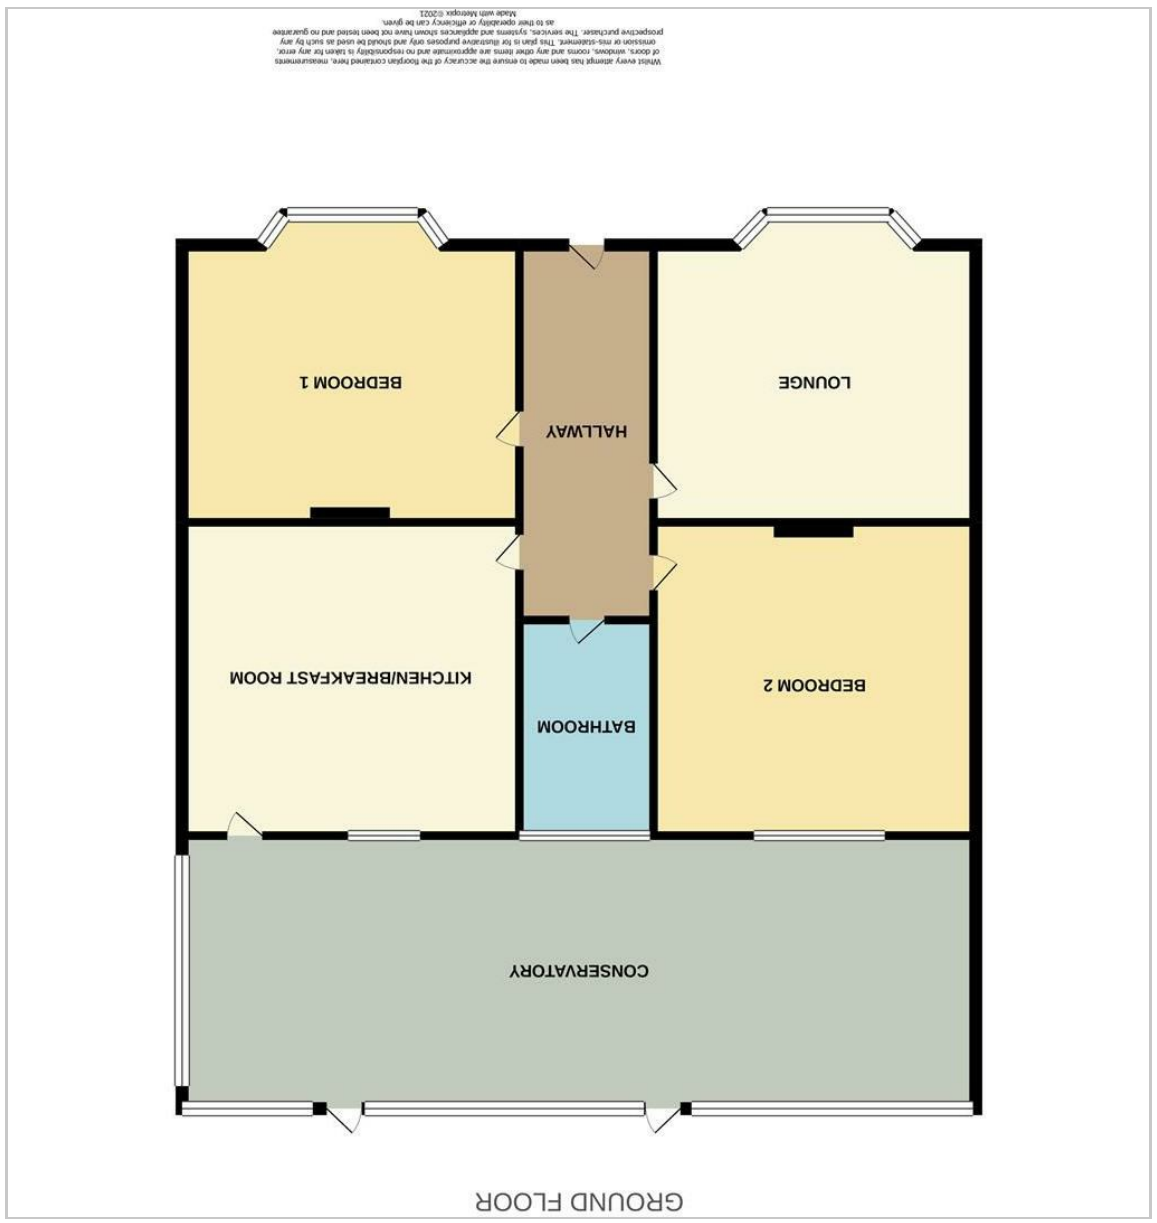 GROUND FLOOR
CONSERVATORY
BATHROOM
BEDROOM 2
KITCHEN/BREAKFAST ROOM
HALLWAY
LOUNGE
BEDROOM 1
Whilst every attempt has been made to ensure the accuracy of the floorplan contained here, measurements
of doors, windows, rooms and any other items are approximate and no responsibility is taken for any error,
omission or mis-statement. This plan is for illustrative purposes only and should be used as such by any
prospective purchaser. The services, systems and appliances shown have not been tested and no guarantee
as to their operability or efficiency can be given.
Made with Metropix ©2021